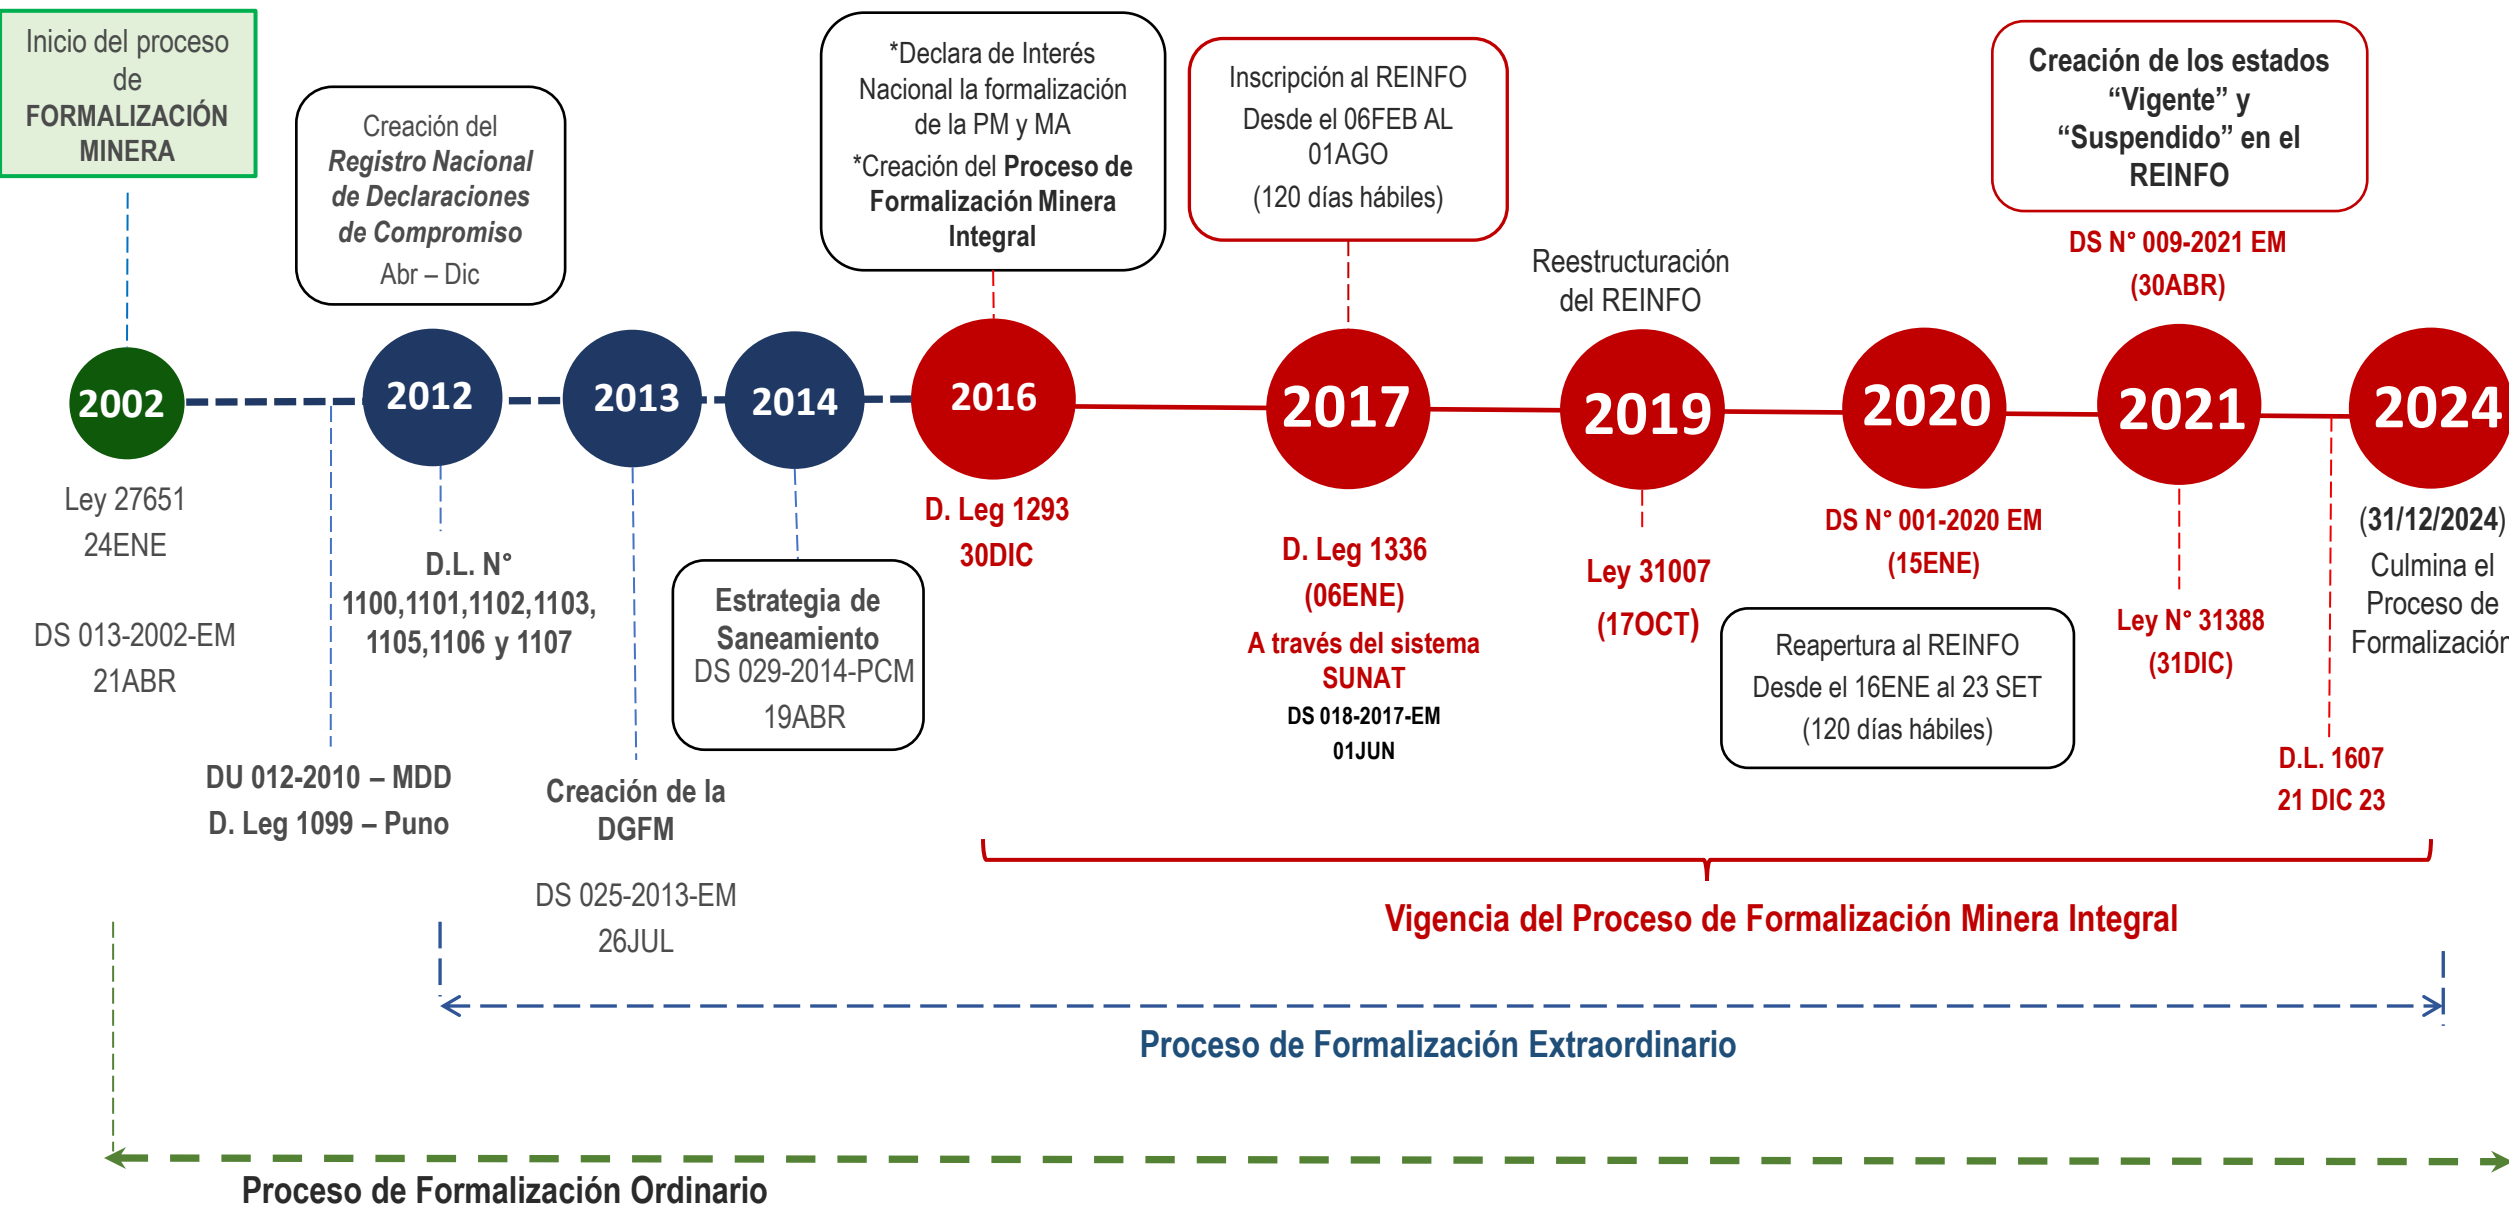 Inicio del proceso
de
FORMALIZACIÓN
MINERA
Creación del
Registro Nacional
de Declaraciones
de Compromiso
Abr – Dic
*Declara de Interés
Nacional la formalización
de la PM y MA
*Creación del Proceso de
Formalización Minera
Integral
Inscripción al REINFO
Desde el 06FEB AL
01AGO
(120 días hábiles)
Reestructuración
del REINFO
Creación de los estados
“Vigente” y
“Suspendido” en el
REINFO
DS N° 009-2021 EM
(30ABR)
2002
2012
2013
2014
2016
2017
2019
2020
2021
2024
Ley 27651
24ENE
DS 013-2002-EM
21ABR
DU 012-2010 – MDD
D. Leg 1099 – Puno
D.L. N°
1100,1101,1102,1103,
1105,1106 y 1107
Creación de la
DGFM
DS 025-2013-EM
26JUL
Estrategia de
Saneamiento
DS 029-2014-PCM
19ABR
D. Leg 1293
30DIC
D. Leg 1336
(06ENE)
A través del sistema
SUNAT
DS 018-2017-EM
01JUN
Ley 31007
(17OCT)
DS N° 001-2020 EM
(15ENE)
Reapertura al REINFO
Desde el 16ENE al 23 SET
(120 días hábiles)
Ley N° 31388
(31DIC)
D.L. 1607
21 DIC 23
(31/12/2024)
Culmina el
Proceso de
Formalización
Vigencia del Proceso de Formalización Minera Integral
Proceso de Formalización Extraordinario
Proceso de Formalización Ordinario